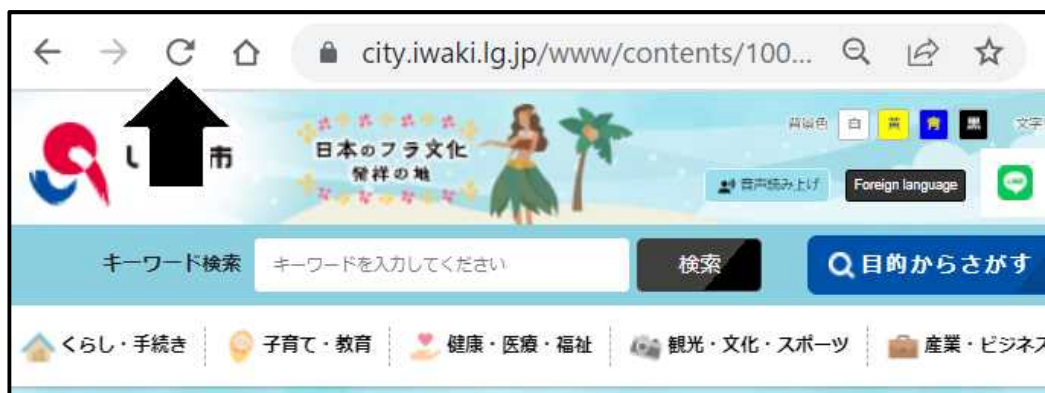 city.iwaki.lg.jp/www/contents/100...
市
日本のフラ文化
発祥の地
背景色 白 黄 青 黒 文字
音声読み上げ Foreign language LINE
キーワード検索 キーワードを入力してください 検索 目的からさがす
くらし・手続き 子育て・教育 健康・医療・福祉 観光・文化・スポーツ 産業・ビジネス